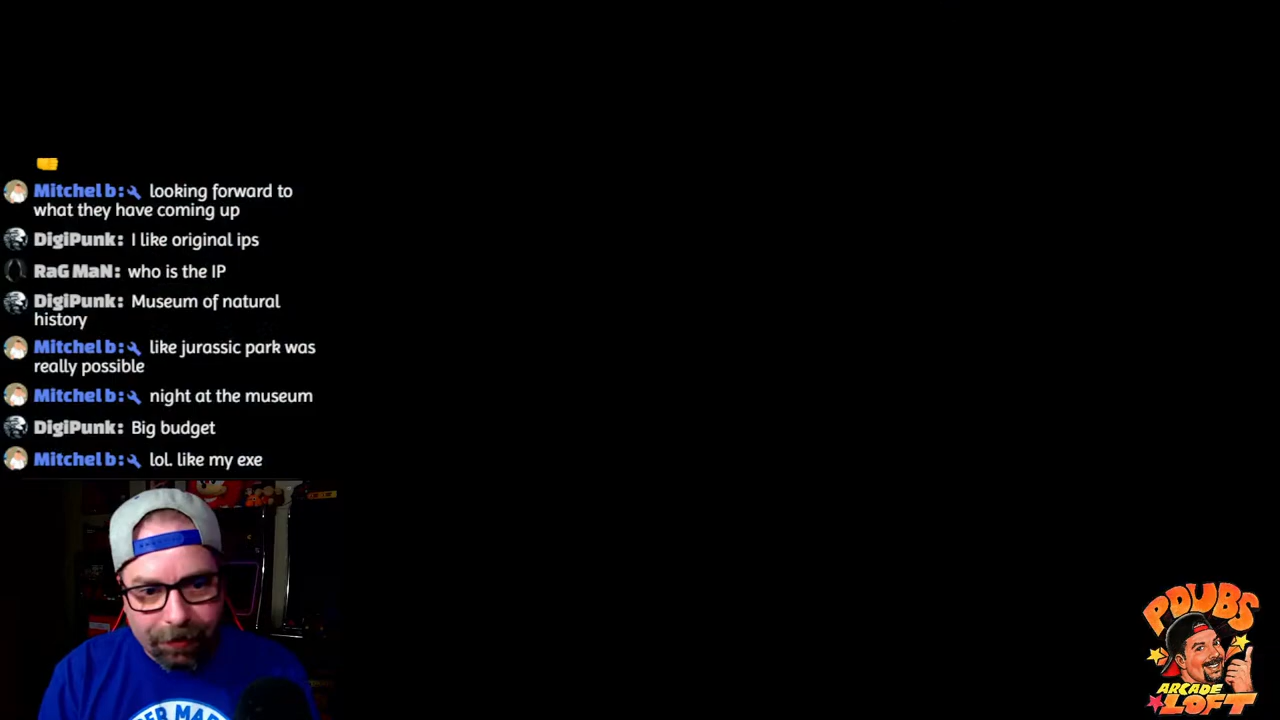 Mitchel b: looking forward to
what they have coming up
DigiPunk: I like original ips
RaG MaN: who is the IP
DigiPunk: Museum of natural
history
Mitchel b: like jurassic park was
really possible
Mitchel b: night at the museum
DigiPunk: Big budget
Mitchel b: lol. like my exe
PDUBS
ARCADE
LOFT